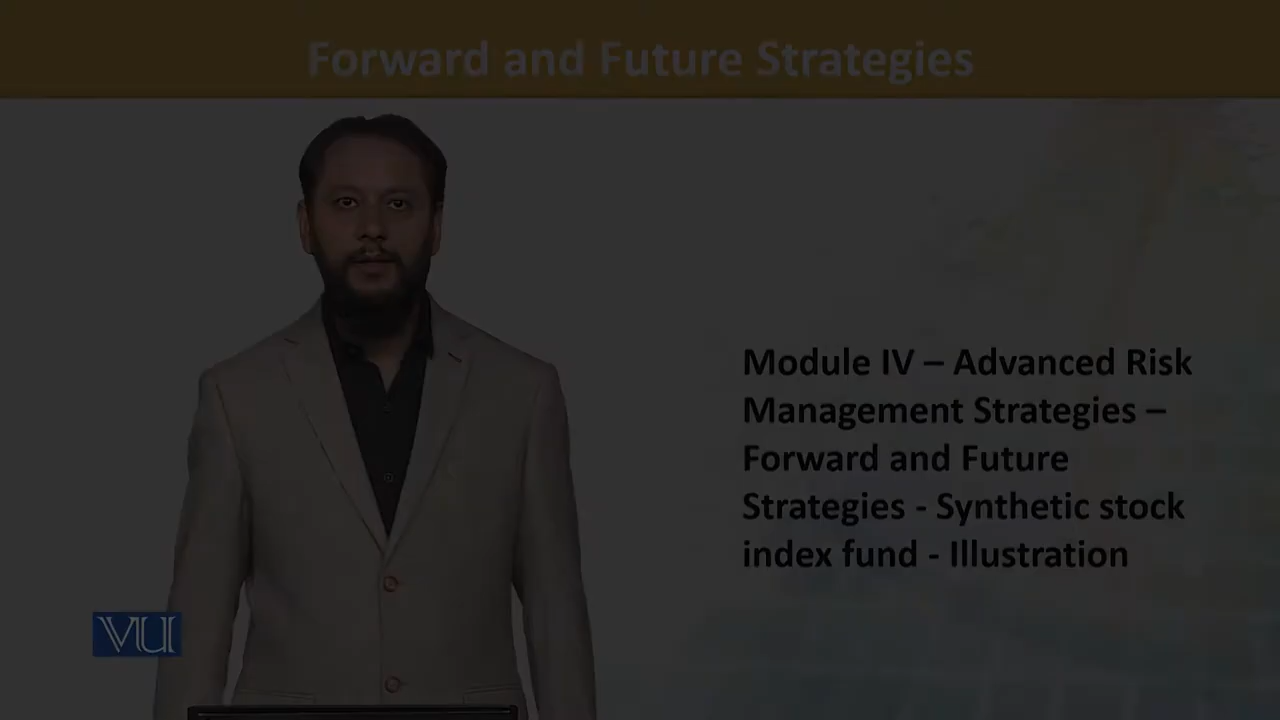 Forward and Future Strategies
Module IV – Advanced Risk
Management Strategies –
Forward and Future
Strategies - Synthetic stock
index fund - Illustration
VU